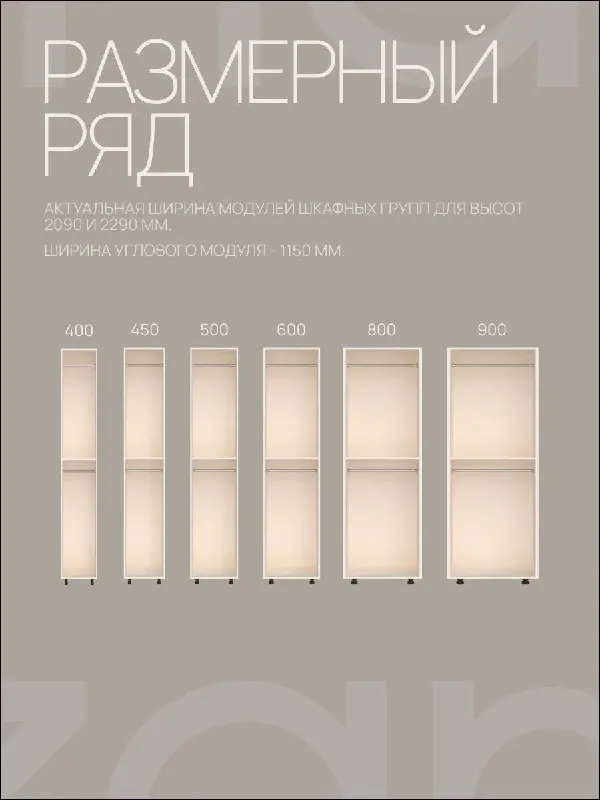 РАЗМЕРНЫЙ
РЯД
АКТУАЛЬНАЯ ШИРИНА МОДУЛЕЙ ШКАФНЫХ ГРУПП ДЛЯ ВЫСОТ
2090 И 2290 ММ.
ШИРИНА УГЛОВОГО МОДУЛЯ - 1150 ММ.
400 450 500 600 800 900